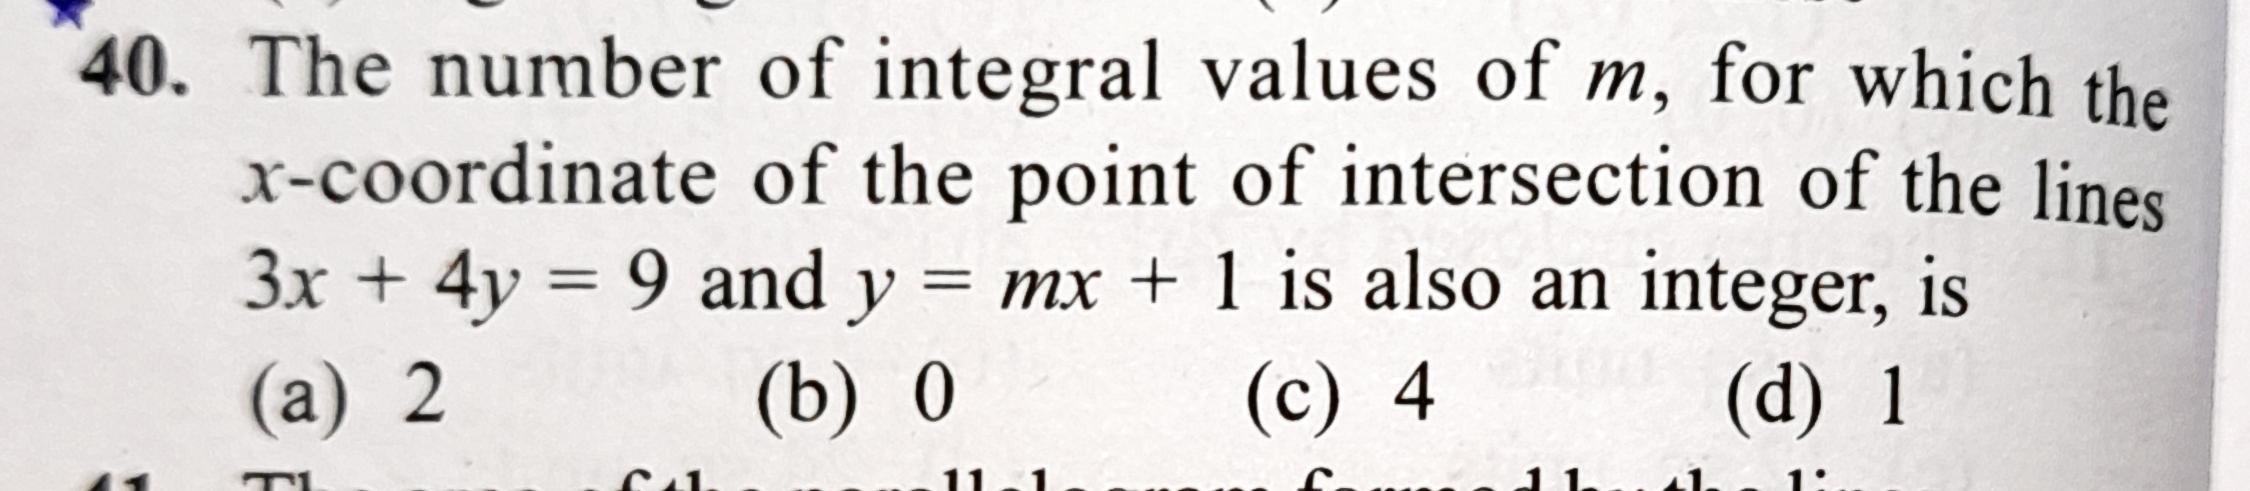 40. The number of integral values of m, for which the
x-coordinate of the point of intersection of the lines
3x + 4y = 9 and y = mx + 1 is also an integer, is
(a) 2 (b) 0 (c) 4 (d) 1